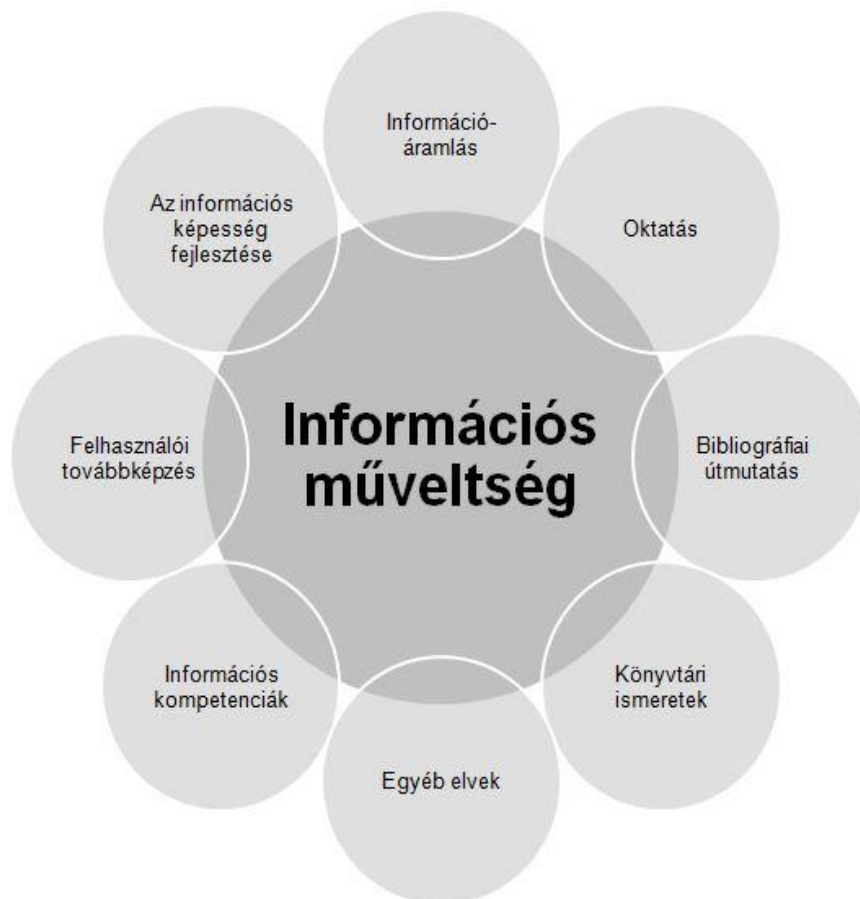 Információ-
áramlás
Oktatás
Bibliográfiai
útmutatás
Könyvtári
ismeretek
Egyéb elvek
Információs
kompetenciák
Felhasználói
továbbképzés
Az információs
képesség
fejlesztése
Információs
műveltség